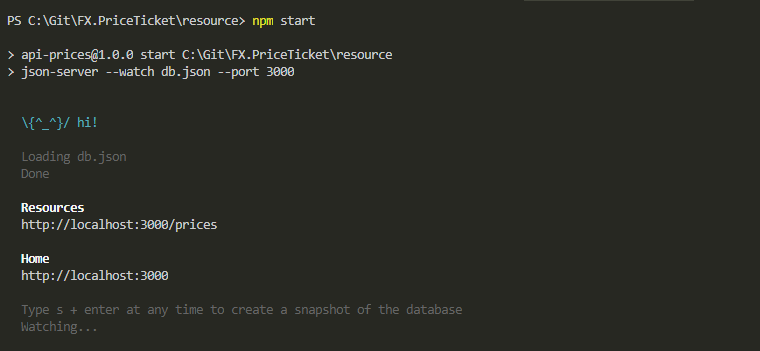 PS C:\Git\FX.PriceTicket\resource> npm start
> api-prices@1.0.0 start C:\Git\FX.PriceTicket\resource
> json-server --watch db.json --port 3000
\{^_^}/ hi!
Loading db.json
Done
Resources
http://localhost:3000/prices
Home
http://localhost:3000
Type s + enter at any time to create a snapshot of the database
Watching...